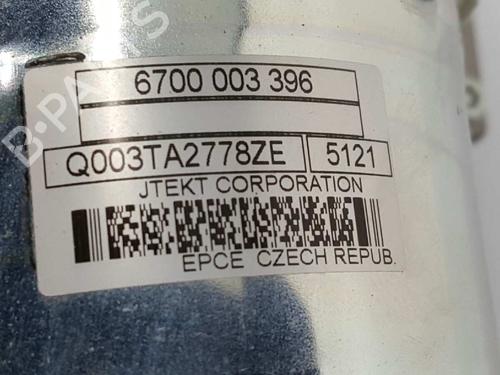 6700 003 396
Q003TA2778ZE 5121
JTEKT CORPORATION
EPCE CZECH REPUB.
B-PARTS